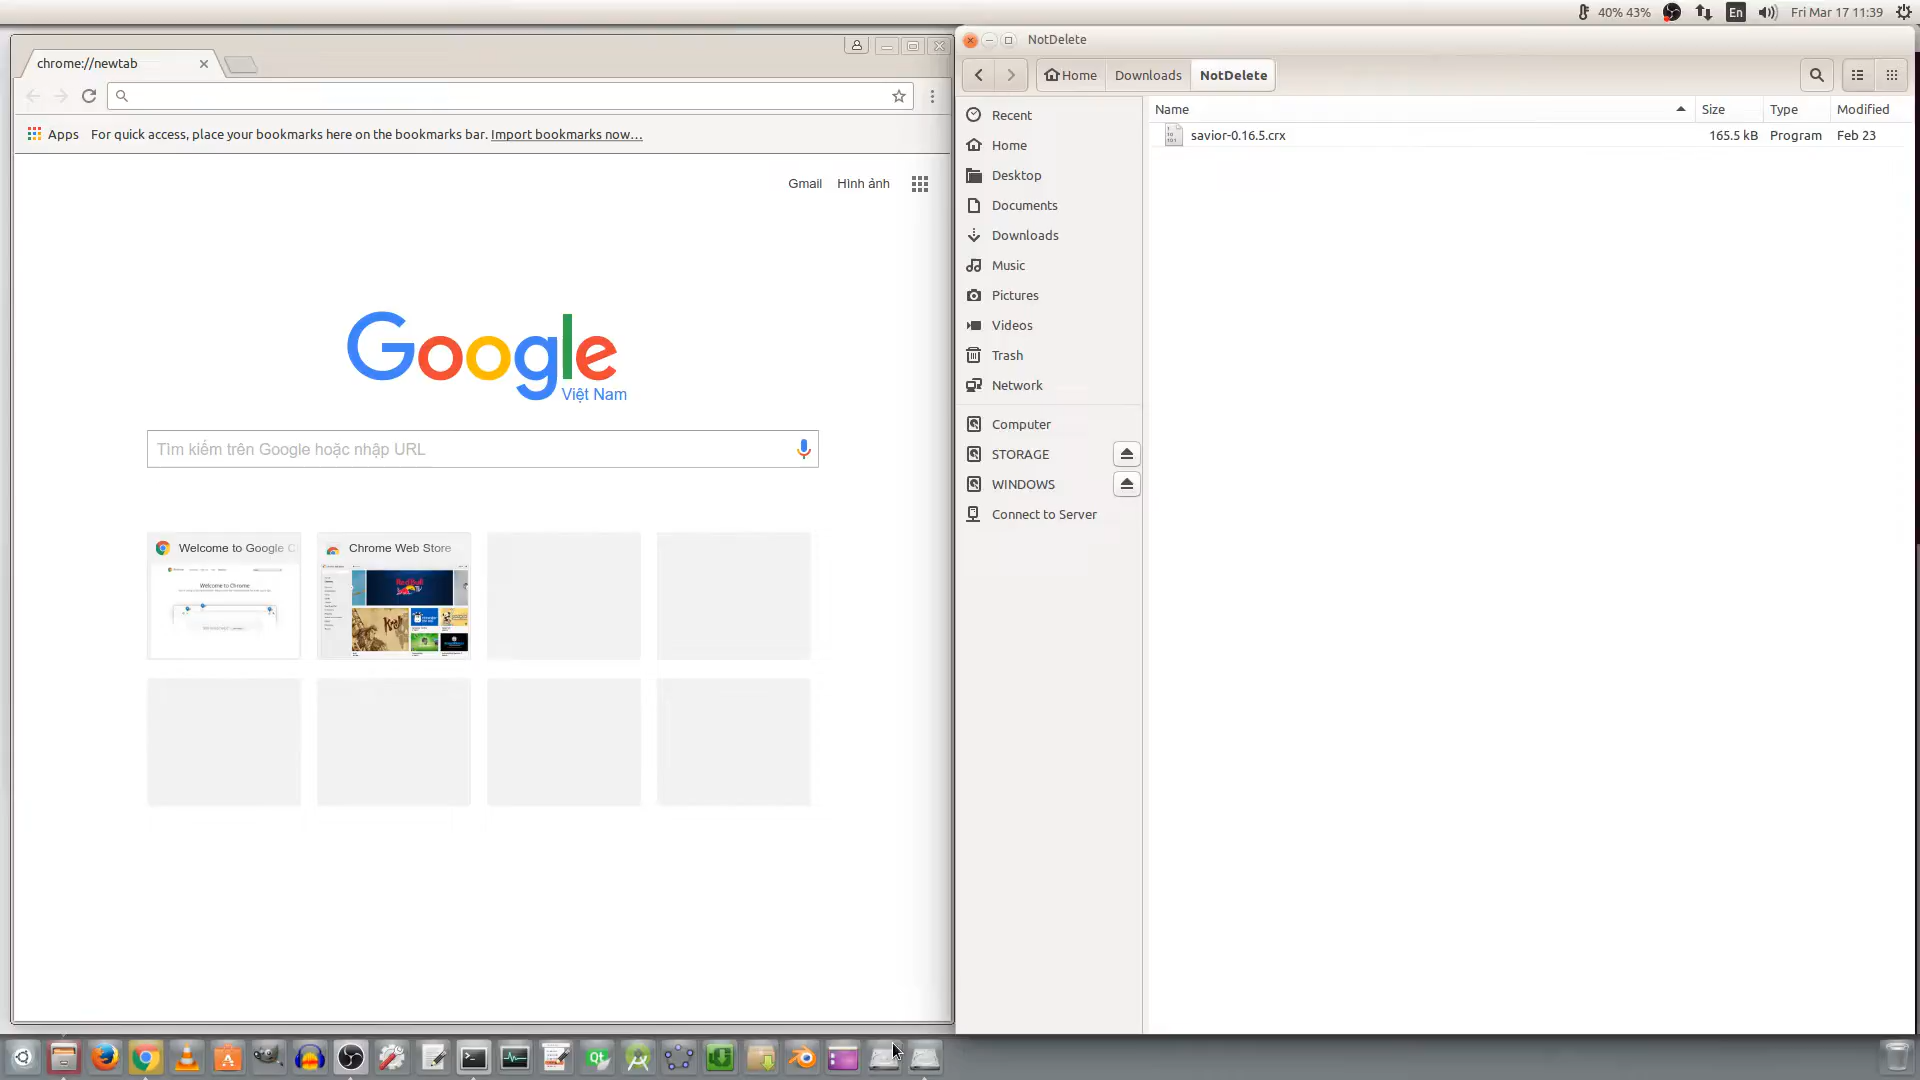 40% 43%
En
Fri Mar 17 11:39
chrome://newtab
Apps
For quick access, place your bookmarks here on the bookmarks bar. Import bookmarks now...
Gmail
Hình ảnh
Google
Việt Nam
Tìm kiếm trên Google hoặc nhập URL
Welcome to Google C
Welcome to Chrome
Chrome Web Store
NotDelete
Home
Downloads
NotDelete
Name
Size
Type
Modified
savior-0.16.5.crx
165.5 kB
Program
Feb 23
Recent
Home
Desktop
Documents
Downloads
Music
Pictures
Videos
Trash
Network
Computer
STORAGE
WINDOWS
Connect to Server
Qt